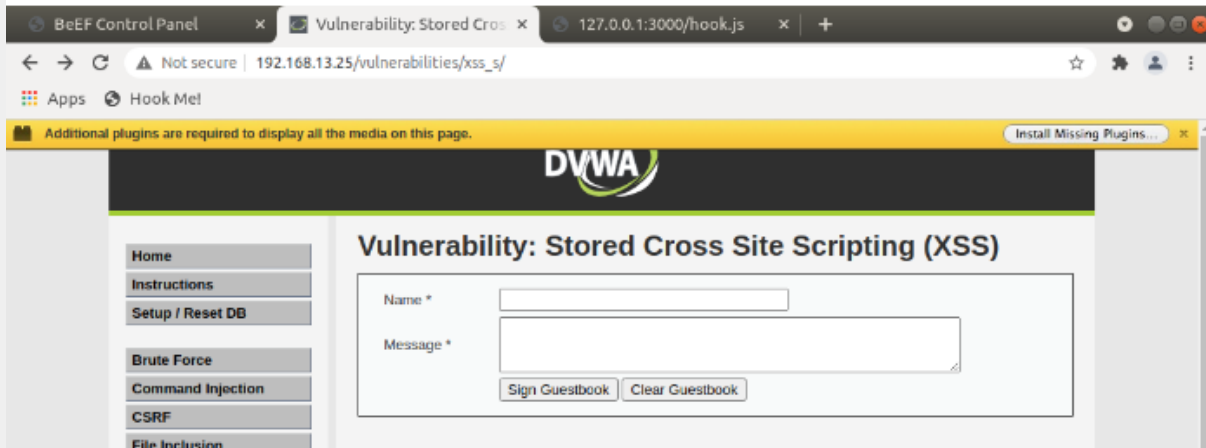 BeEF Control Panel
Vulnerability: Stored Cros
127.0.0.1:3000/hook.js
Not secure 192.168.13.25/vulnerabilities/xss_s/
Apps Hook Me!
Additional plugins are required to display all the media on this page. Install Missing Plugins...
DVWA
Vulnerability: Stored Cross Site Scripting (XSS)
Home
Instructions
Setup / Reset DB
Brute Force
Command Injection
CSRF
File Inclusion
Name *
Message *
Sign Guestbook Clear Guestbook